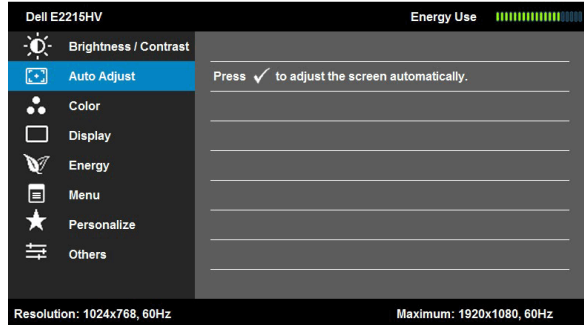 Dell E2215HV Energy Use
Brightness / Contrast
Auto Adjust Press ✓ to adjust the screen automatically.
Color
Display
Energy
Menu
Personalize
Others
Resolution: 1024x768, 60Hz Maximum: 1920x1080, 60Hz